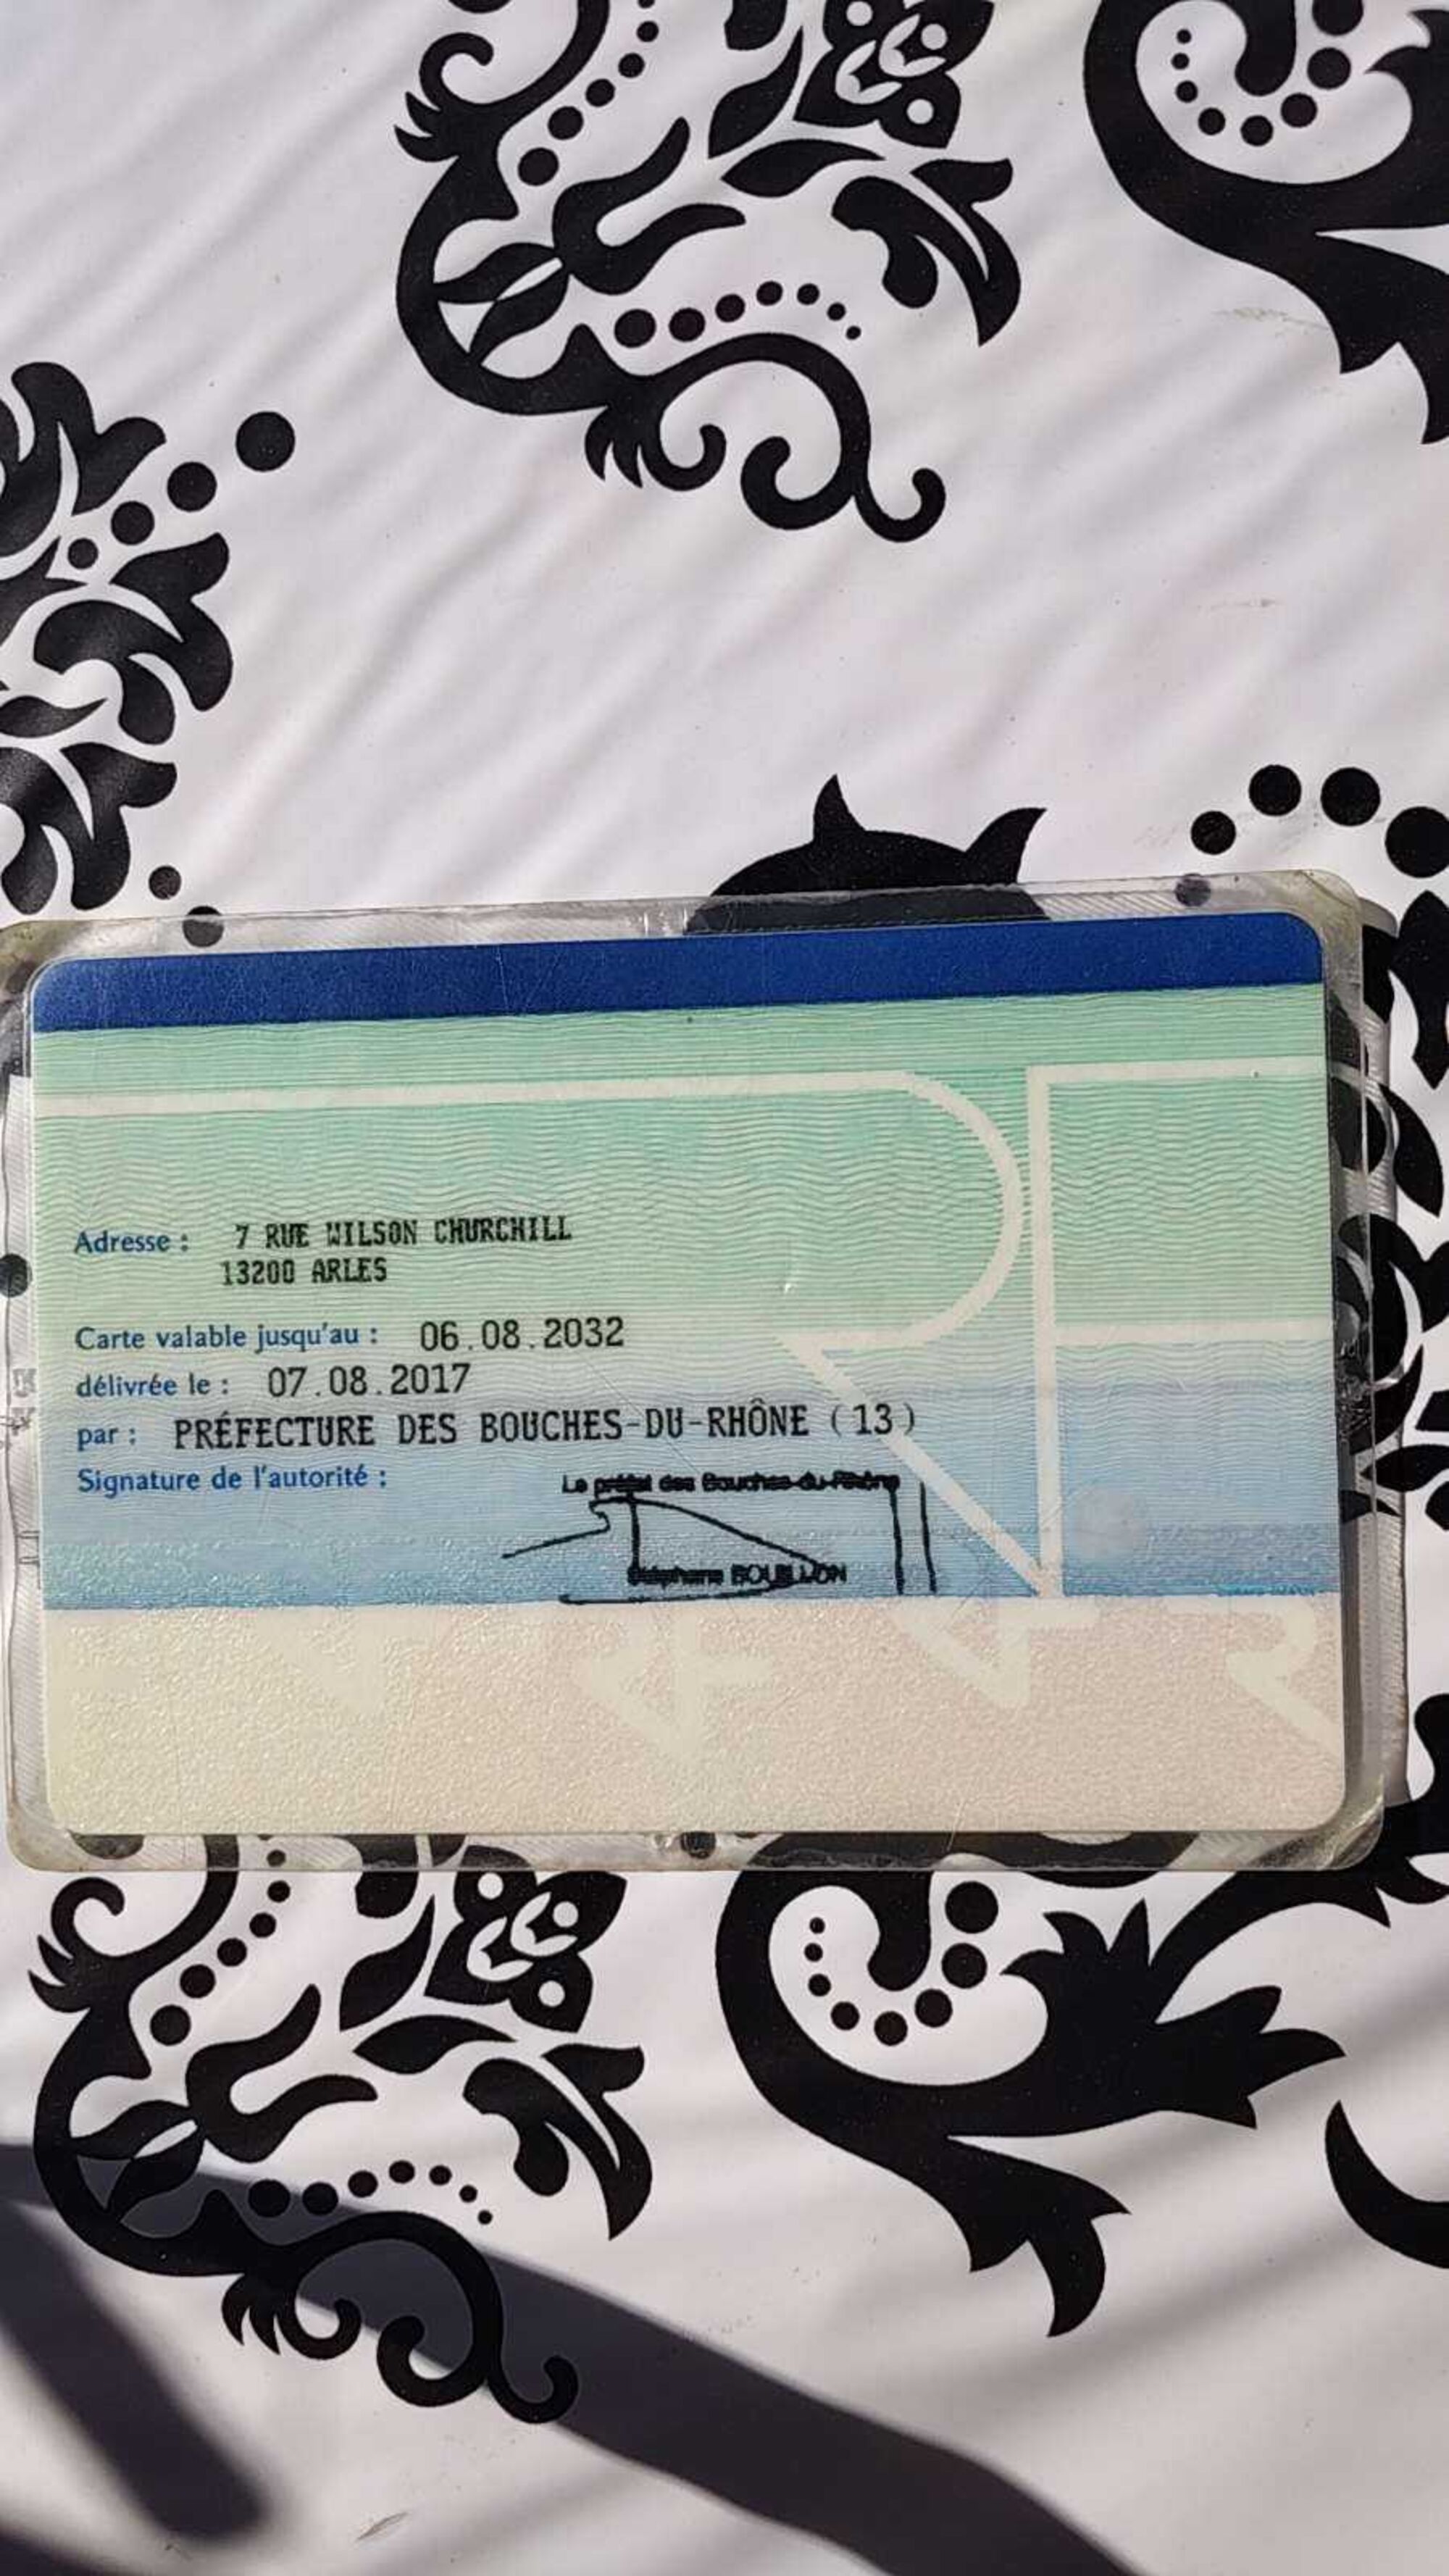 Adresse : 7 RUE WILSON CHURCHILL
13200 ARLES
Carte valable jusqu'au : 06.08.2032
délivrée le : 07.08.2017
par : PRÉFECTURE DES BOUCHES-DU-RHÔNE (13)
Signature de l'autorité :
Le préfet des Bouches-du-Rhône
Stéphane BOUILLON
RF